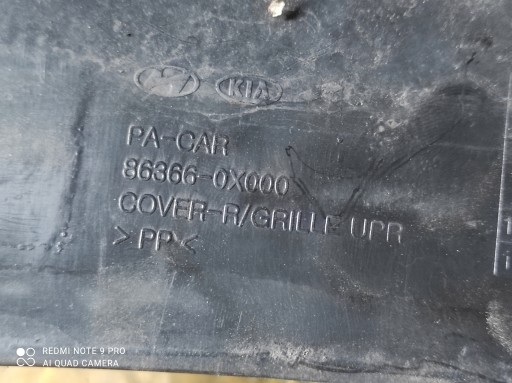 KIA
PA-CAR
86366-0X000
COVER-R/GRILLE UPR
>PP<
REDMI NOTE 9 PRO
AI QUAD CAMERA